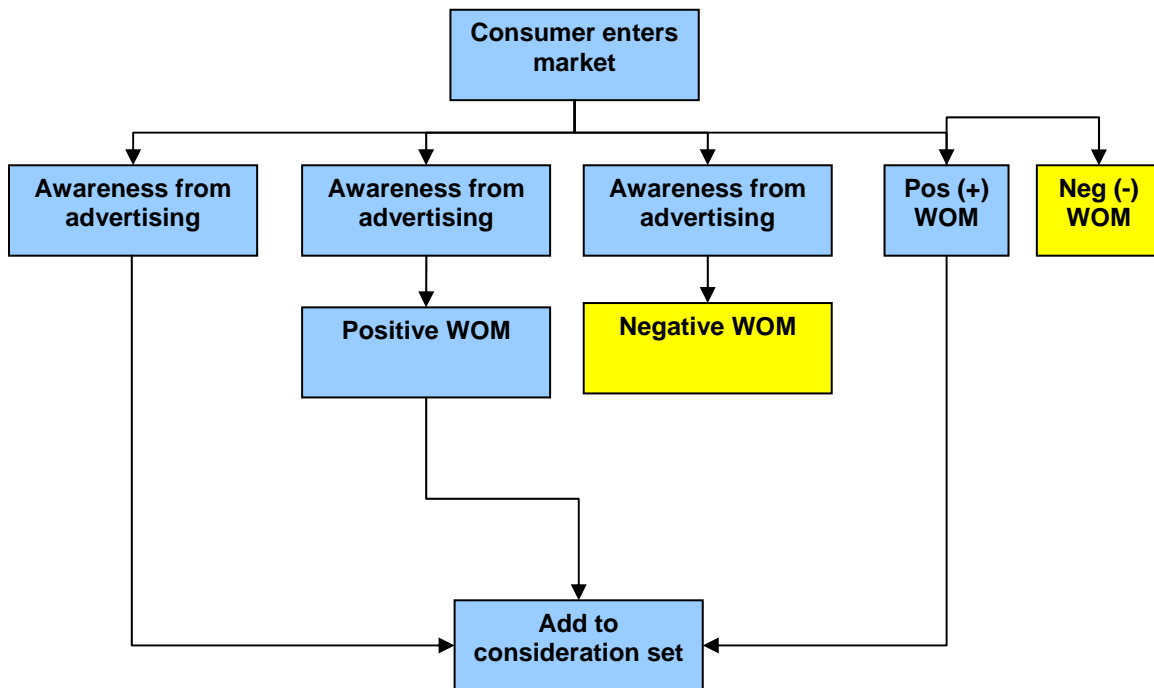 Consumer enters
market
Awareness from
advertising
Awareness from
advertising
Awareness from
advertising
Pos (+)
WOM
Neg (-)
WOM
Positive WOM
Negative WOM
Add to
consideration set